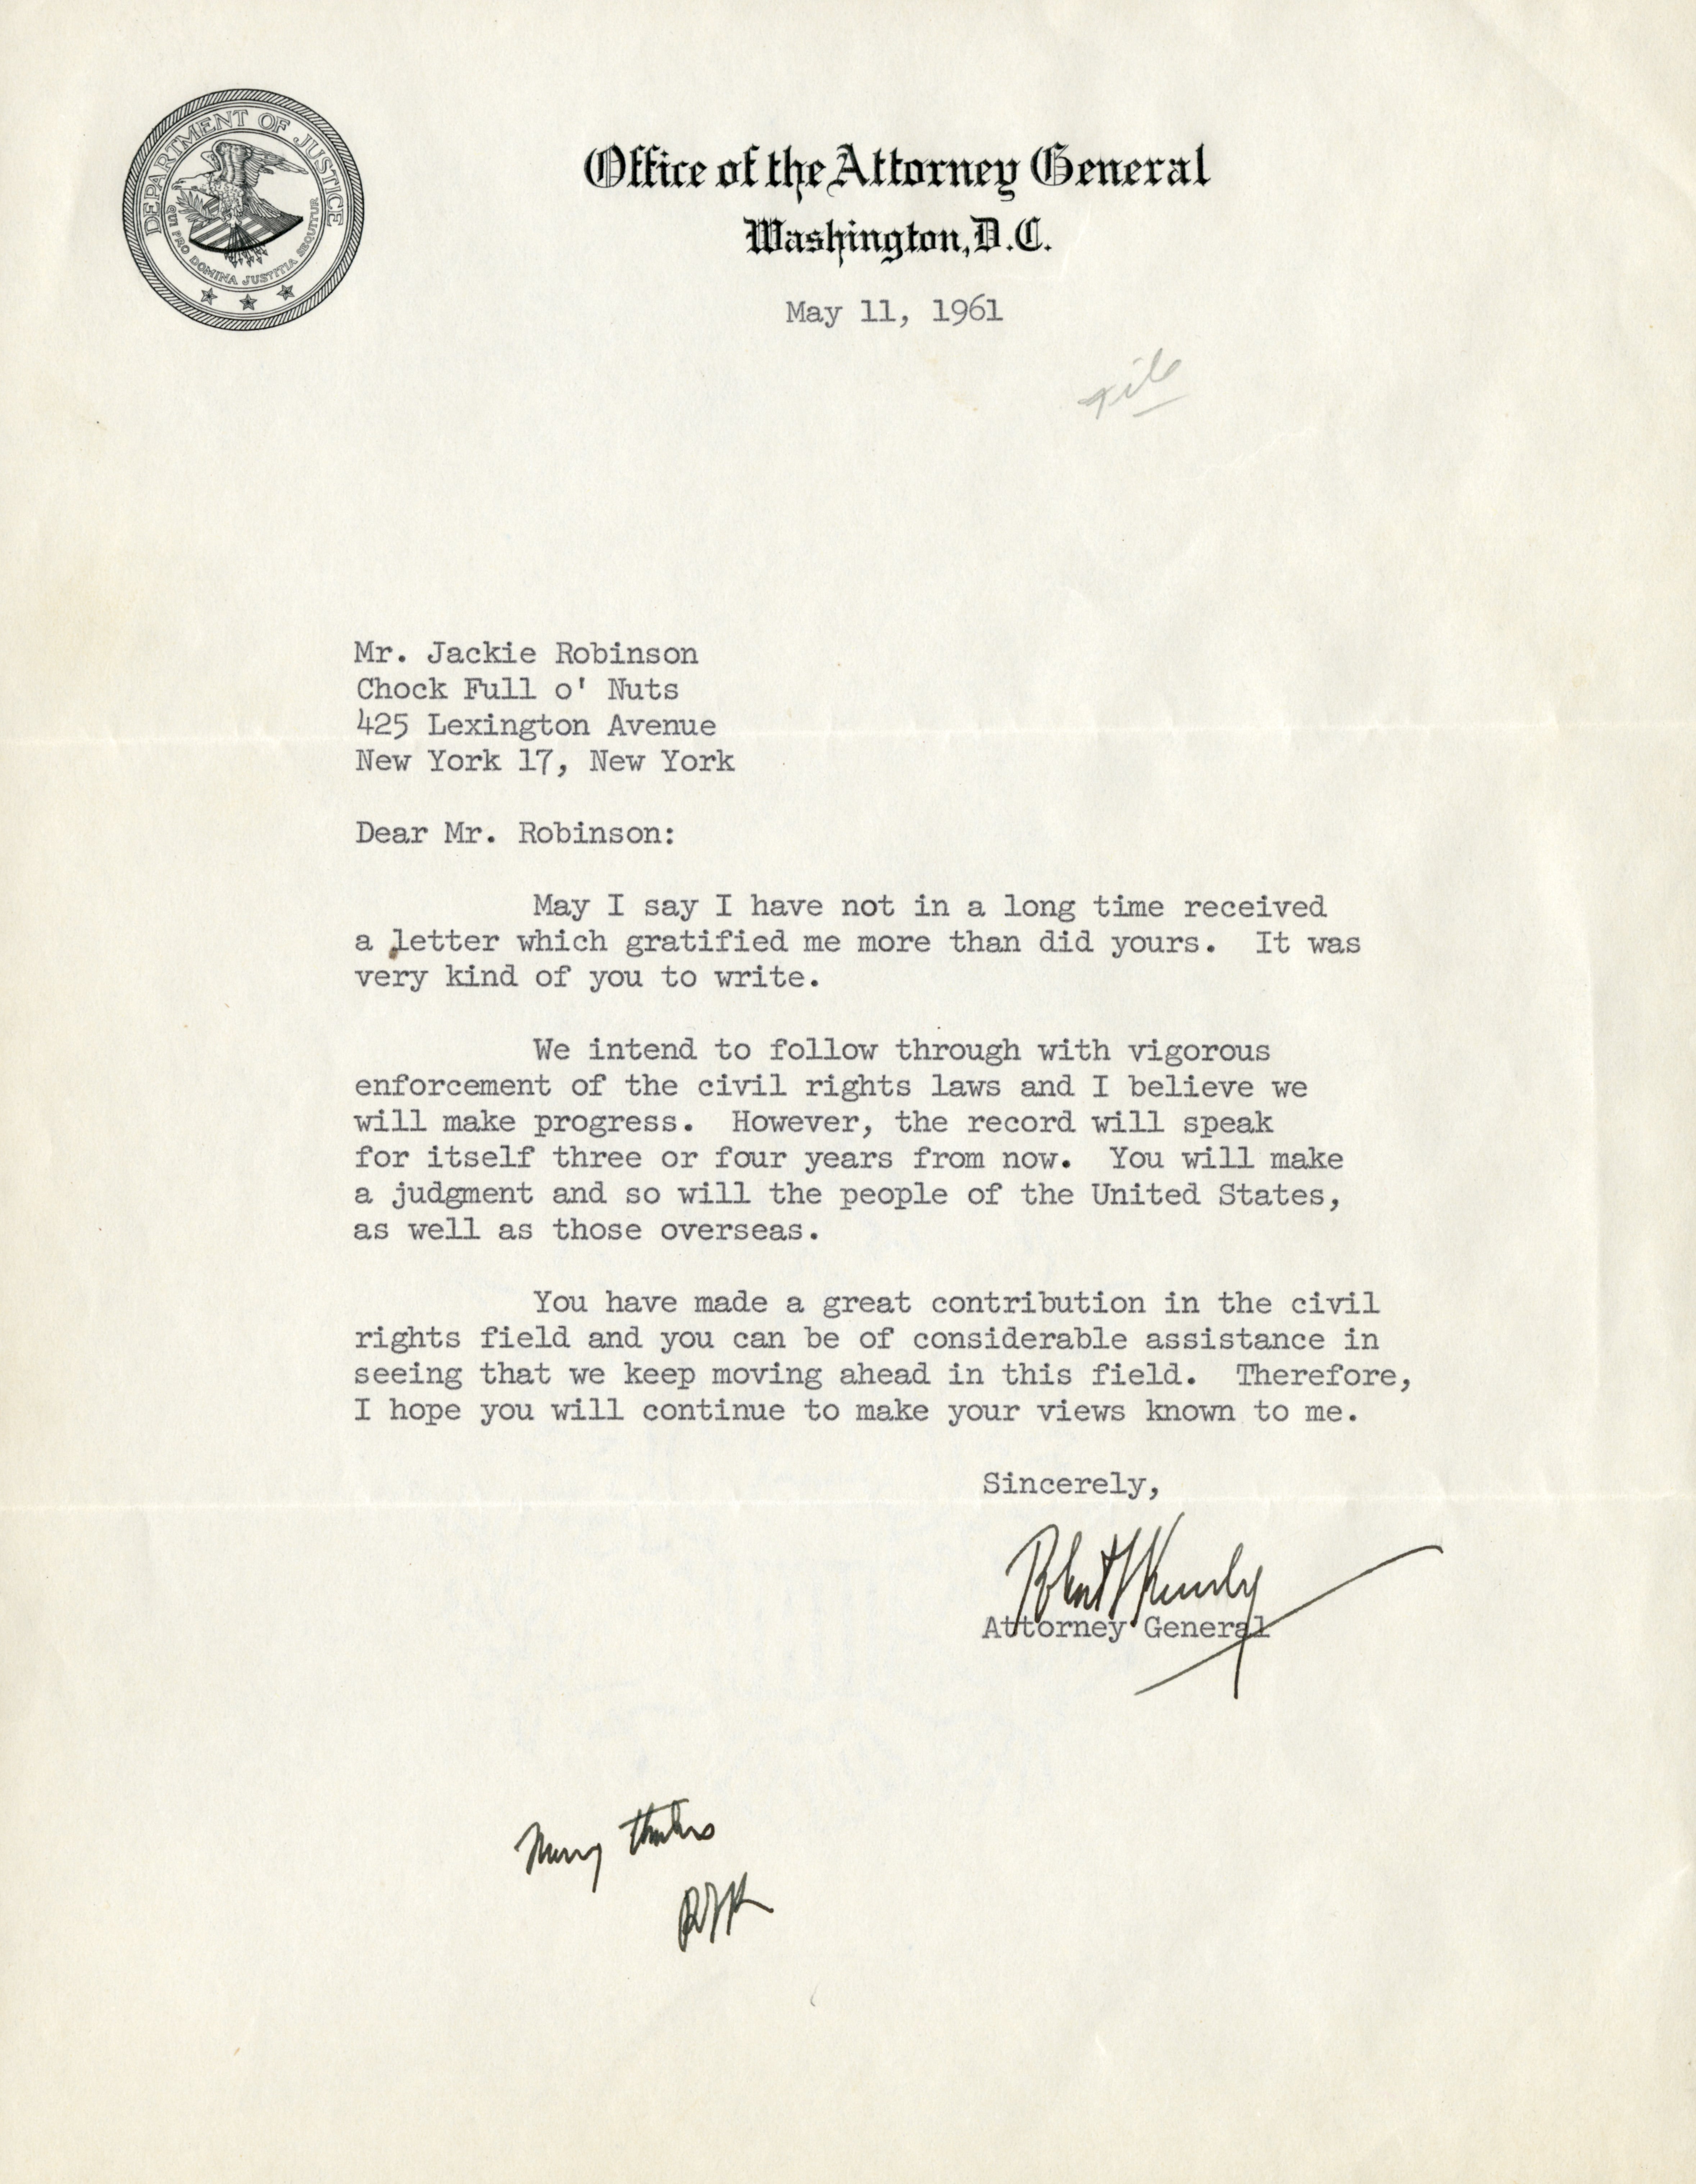 DEPARTMENT OF JUSTICE
QUI PRO DOMINA JUSTITIA SEQUITUR
Office of the Attorney General
Washington, D.C.
May 11, 1961
File
Mr. Jackie Robinson
Chock Full o' Nuts
425 Lexington Avenue
New York 17, New York
Dear Mr. Robinson:
May I say I have not in a long time received
a letter which gratified me more than did yours.  It was
very kind of you to write.
We intend to follow through with vigorous
enforcement of the civil rights laws and I believe we
will make progress.  However, the record will speak
for itself three or four years from now.  You will make
a judgment and so will the people of the United States,
as well as those overseas.
You have made a great contribution in the civil
rights field and you can be of considerable assistance in
seeing that we keep moving ahead in this field.  Therefore,
I hope you will continue to make your views known to me.
Sincerely,
Robert F Kennedy
Attorney General
Many thanks
RFK